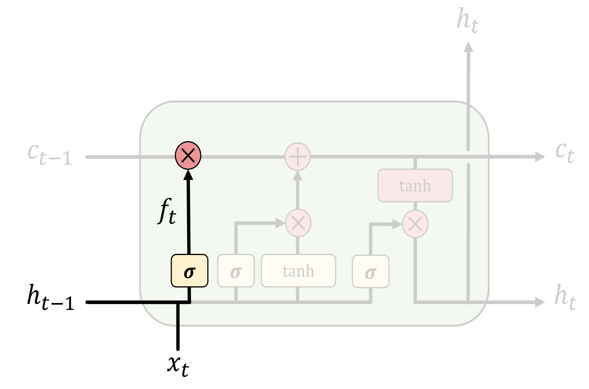 h_t
c_{t-1}
×
+
c_t
tanh
f_t
×
×
σ
σ
tanh
σ
h_{t-1}
h_t
x_t